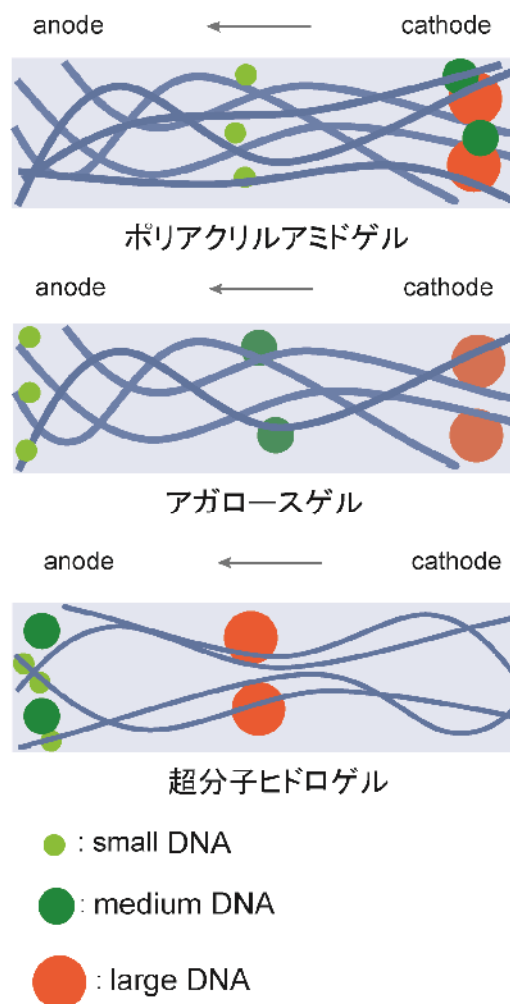 anode cathode
ポリアクリルアミドゲル
anode cathode
アガロースゲル
anode cathode
超分子ヒドロゲル
: small DNA
: medium DNA
: large DNA